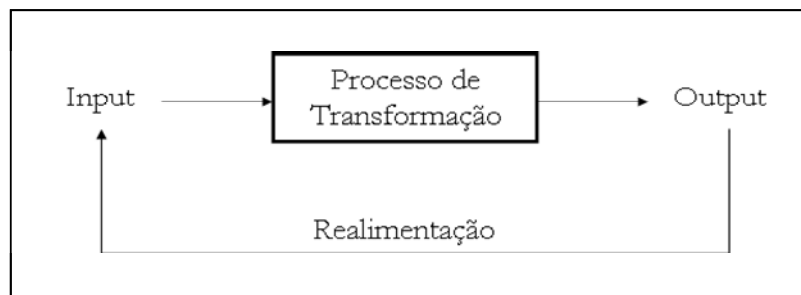 Input
Processo de
Transformação
Output
Realimentação